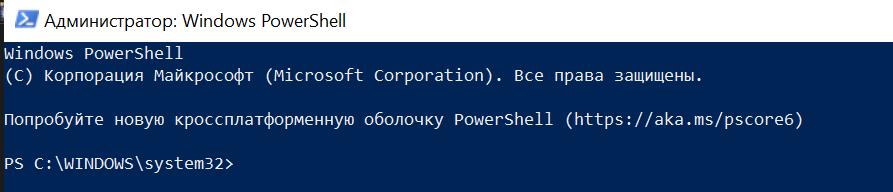 Администратор: Windows PowerShell
Windows PowerShell
(C) Корпорация Майкрософт (Microsoft Corporation). Все права защищены.
Попробуйте новую кроссплатформенную оболочку PowerShell (https://aka.ms/pscore6)
PS C:\WINDOWS\system32>